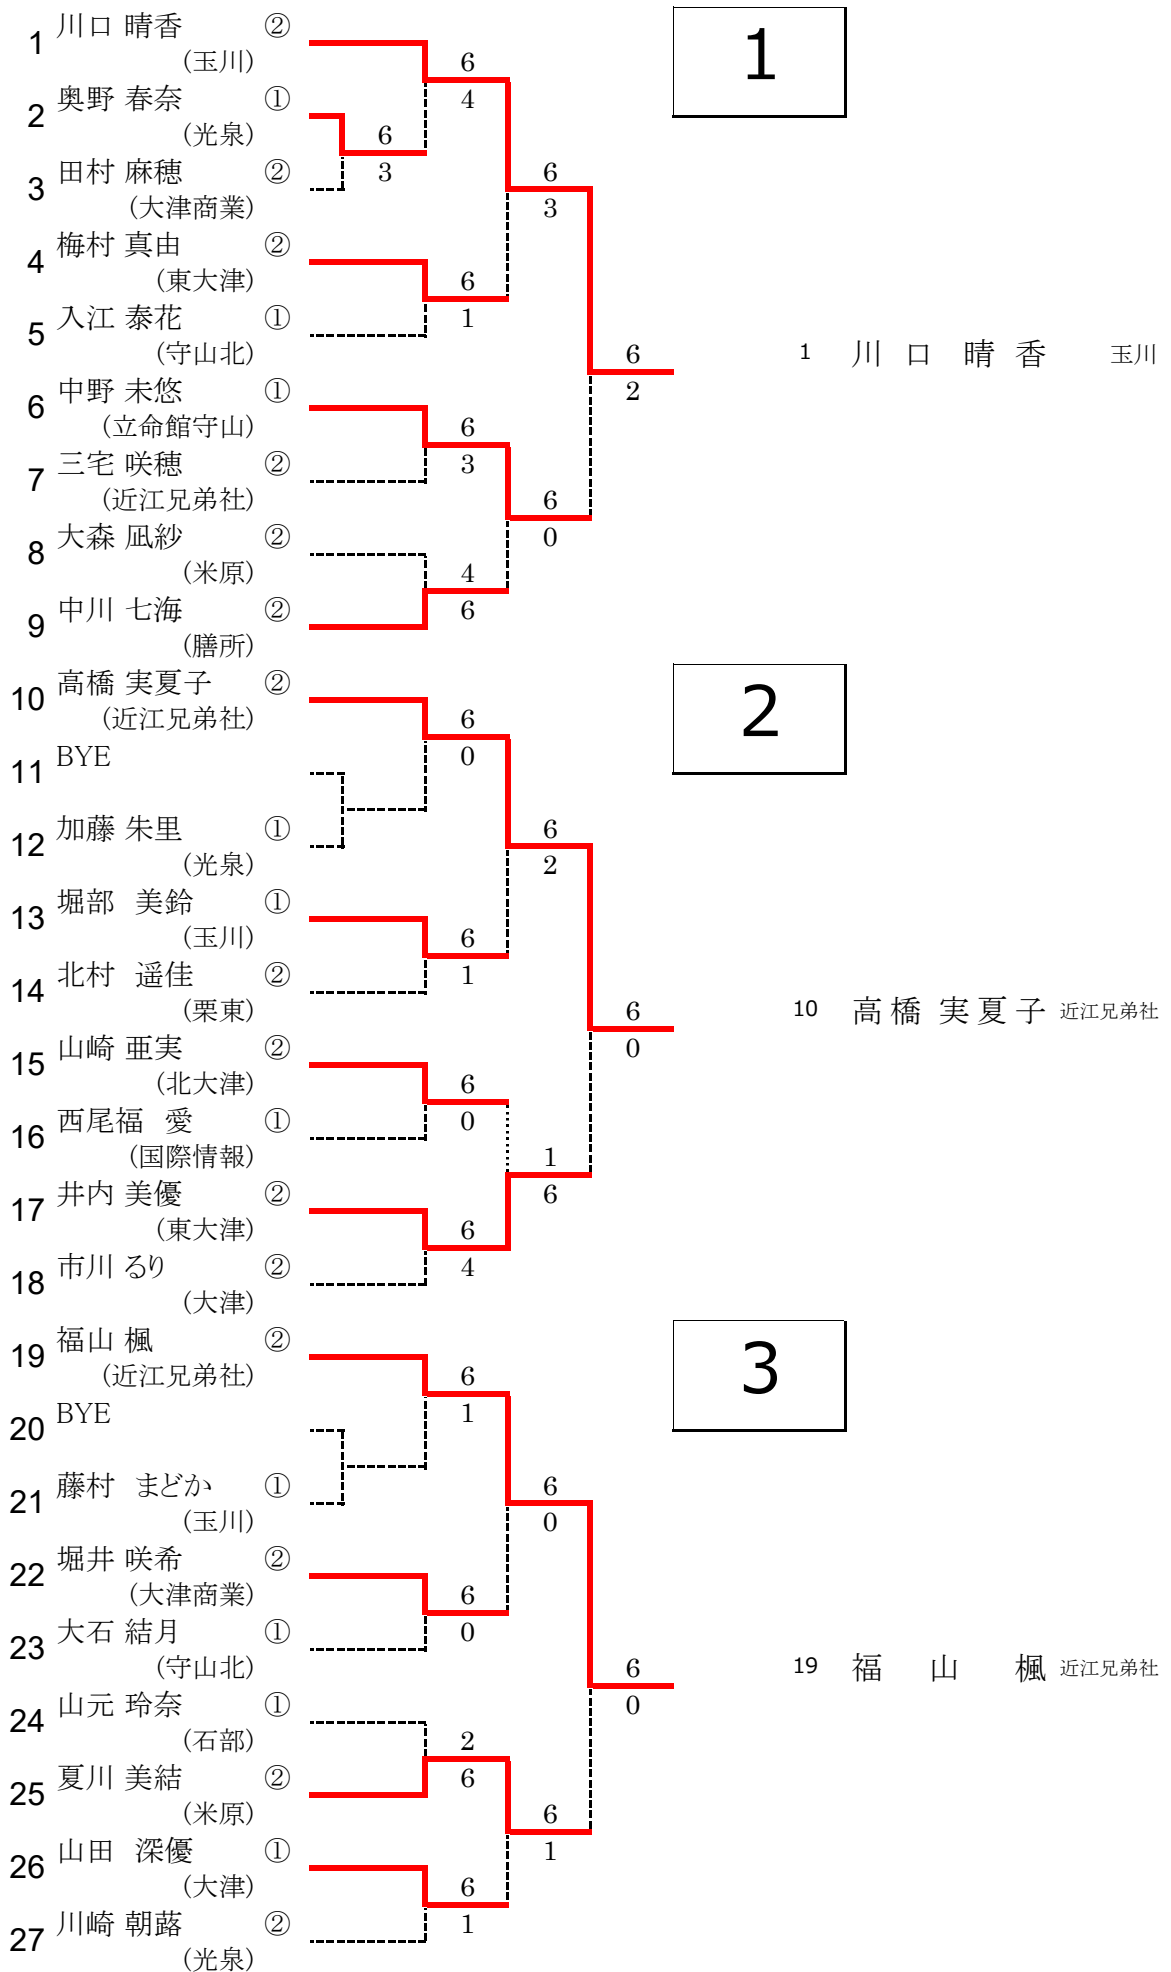 1
1 川口 晴香 ②
(玉川)
6
4
2 奥野 春奈 ①
(光泉)
6
3
3 田村 麻穂 ②
(大津商業)
6
3
4 梅村 真由 ②
(東大津)
6
1
5 入江 泰花 ①
(守山北)
6
2
1 川口 晴香 玉川
6 中野 未悠 ①
(立命館守山)
6
3
7 三宅 咲穂 ②
(近江兄弟社)
6
0
8 大森 凪紗 ②
(米原)
4
6
9 中川 七海 ②
(膳所)
2
10 高橋 実夏子 ②
(近江兄弟社)
6
0
11 BYE
12 加藤 朱里 ①
(光泉)
6
2
13 堀部 美鈴 ①
(玉川)
6
1
14 北村 遥佳 ②
(栗東)
6
0
10 高橋 実夏子 近江兄弟社
15 山崎 亜実 ②
(北大津)
6
0
16 西尾福 愛 ①
(国際情報)
1
6
17 井内 美優 ②
(東大津)
6
4
18 市川 るり ②
(大津)
3
19 福山 楓 ②
(近江兄弟社)
6
1
20 BYE
21 藤村 まどか ①
(玉川)
6
0
22 堀井 咲希 ②
(大津商業)
6
0
23 大石 結月 ①
(守山北)
6
0
19 福山 楓 近江兄弟社
24 山元 玲奈 ①
(石部)
2
6
25 夏川 美結 ②
(米原)
6
1
26 山田 深優 ①
(大津)
6
1
27 川崎 朝蕗 ②
(光泉)